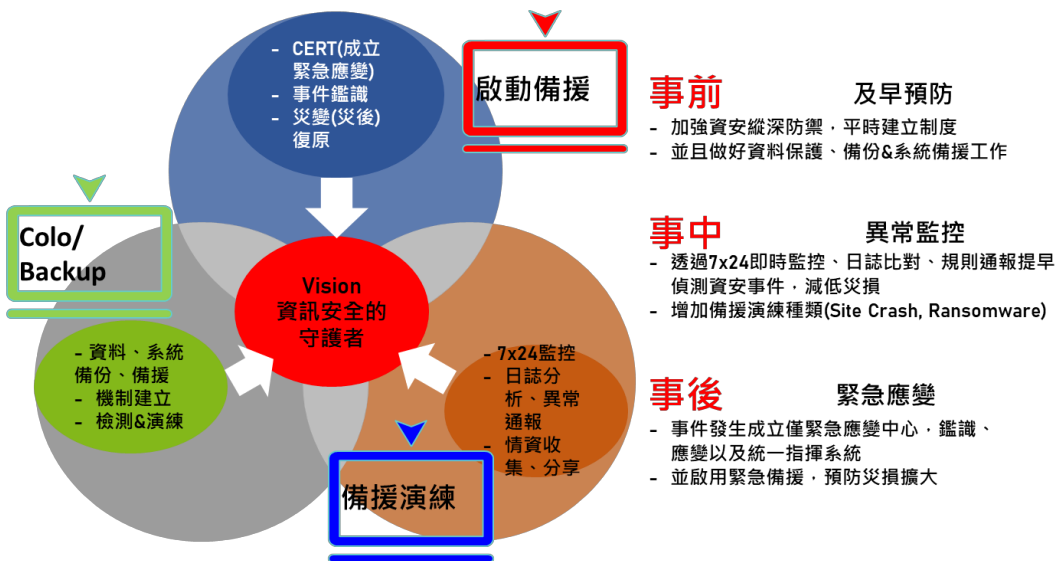 - CERT(成立
緊急應變)
- 事件鑑識
- 災變(災後)
復原
啟動備援
Colo/
Backup
- 資料、系統
備份、備援
- 機制建立
- 檢測&演練
Vision
資訊安全的
守護者
- 7x24監控
- 日誌分
析、異常
通報
- 情資收
集、分享
備援演練
事前 及早預防
- 加強資安縱深防禦，平時建立制度
- 並且做好資料保護、備份&系統備援工作
事中 異常監控
- 透過7x24即時監控、日誌比對、規則通報提早
偵測資安事件，減低災損
- 增加備援演練種類(Site Crash, Ransomware)
事後 緊急應變
- 事件發生成立僅緊急應變中心，鑑識、
應變以及統一指揮系統
- 並啟用緊急備援，預防災損擴大